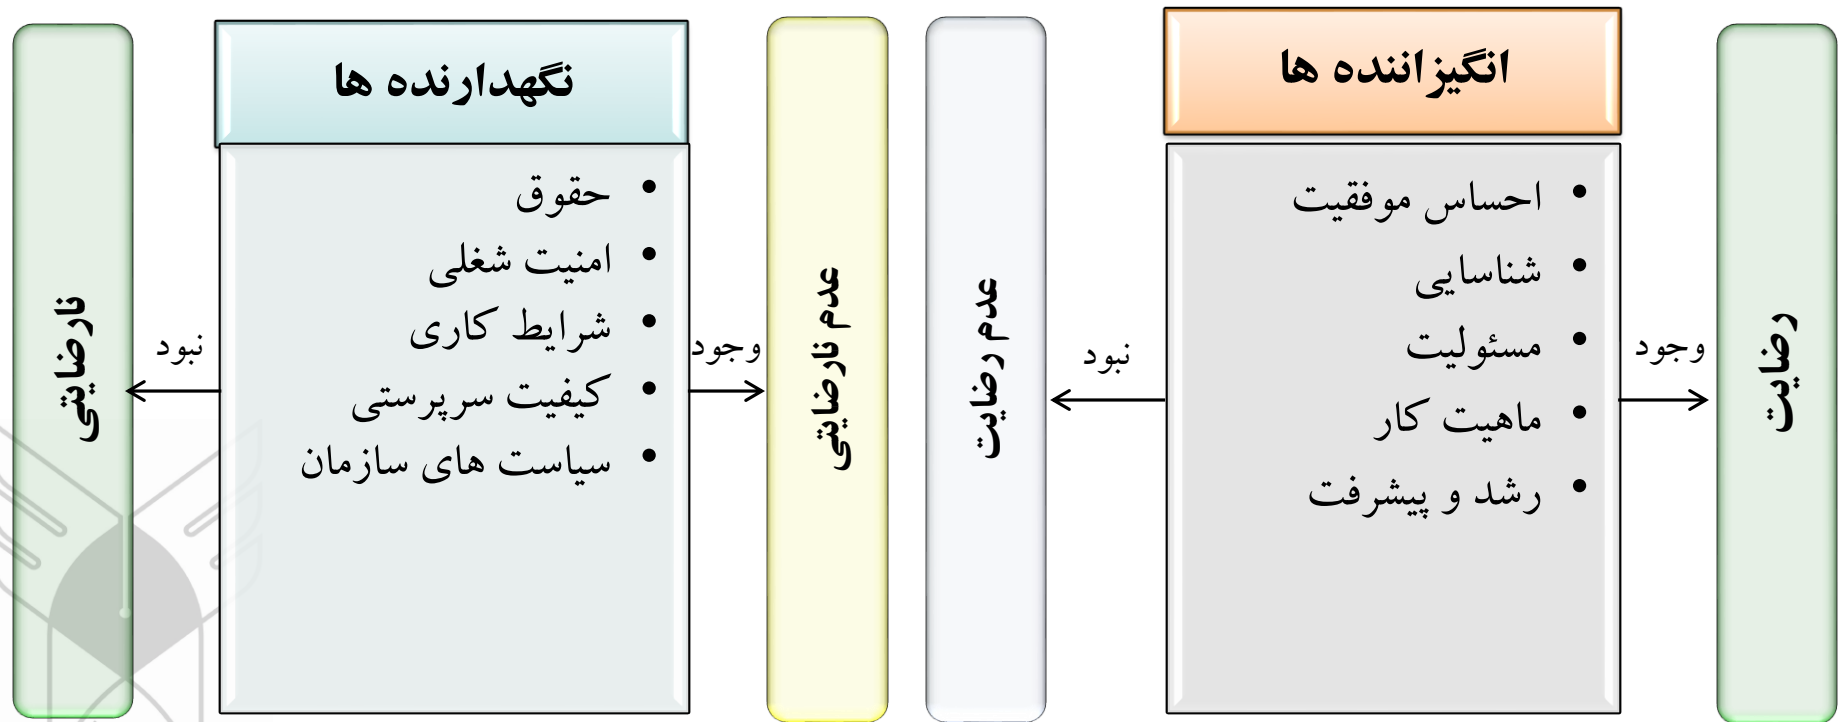 رضایت
وجود
انگیزاننده ها
احساس موفقیت
شناسایی
مسئولیت
ماهیت کار
رشد و پیشرفت
نبود
عدم رضایت
عدم نارضایتی
وجود
نگهدارنده ها
حقوق
امنیت شغلی
شرایط کاری
کیفیت سرپرستی
سیاست های سازمان
نبود
نارضایتی